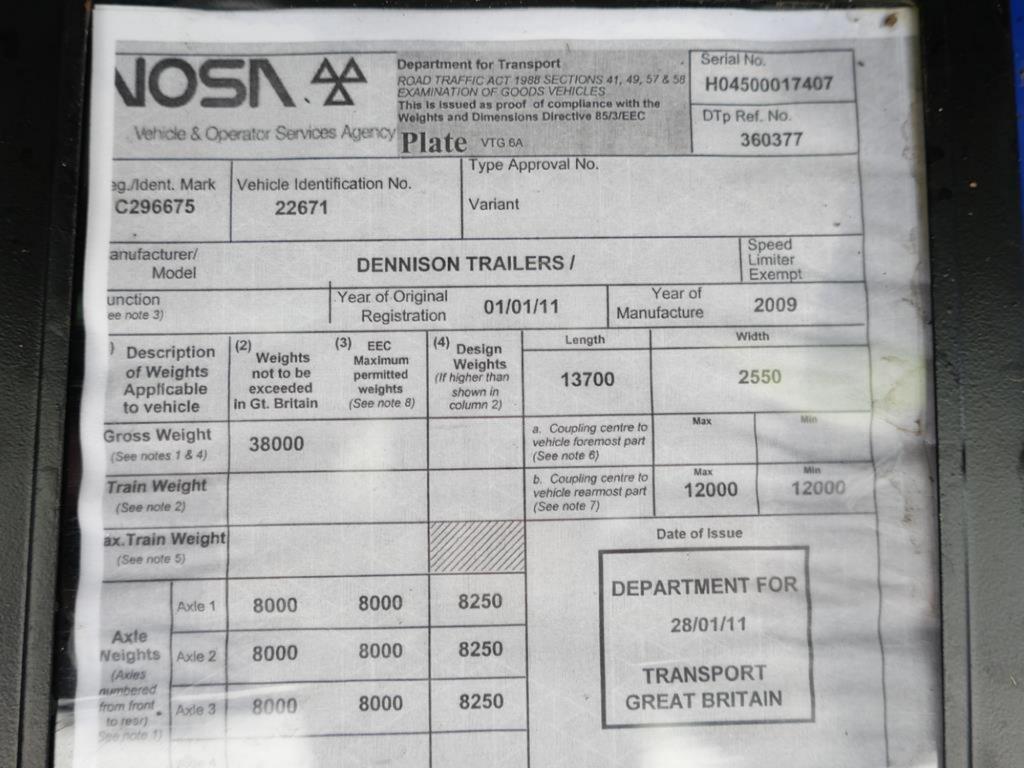 VOSA
Vehicle & Operator Services Agency
Department for Transport
ROAD TRAFFIC ACT 1988 SECTIONS 41, 49, 57 & 58
EXAMINATION OF GOODS VEHICLES
This is issued as proof of compliance with the
Weights and Dimensions Directive 85/3/EEC
Plate VTG 6A
Serial No.
H04500017407
DTp Ref. No.
360377
eg./Ident. Mark
C296675
Vehicle Identification No.
22671
Type Approval No.
Variant
anufacturer/
Model
DENNISON TRAILERS /
Speed
Limiter
Exempt
unction
ee note 3)
Year of Original
Registration
01/01/11
Year of
Manufacture
2009
) Description
of Weights
Applicable
to vehicle
(2) Weights
not to be
exceeded
in Gt. Britain
(3) EEC
Maximum
permitted
weights
(See note 8)
(4) Design
Weights
(If higher than
shown in
column 2)
Length
13700
Width
2550
Gross Weight
(See notes 1 & 4)
38000
a. Coupling centre to
vehicle foremost part
(See note 6)
Max
Min
Train Weight
(See note 2)
b. Coupling centre to
vehicle rearmost part
(See note 7)
Max
12000
Min
12000
ax.Train Weight
(See note 5)
Date of Issue
DEPARTMENT FOR
28/01/11
TRANSPORT
GREAT BRITAIN
Axle
Weights
(Axles
numbered
from front
to rear)
See note 1)
Axle 1 8000 8000 8250
Axle 2 8000 8000 8250
Axle 3 8000 8000 8250